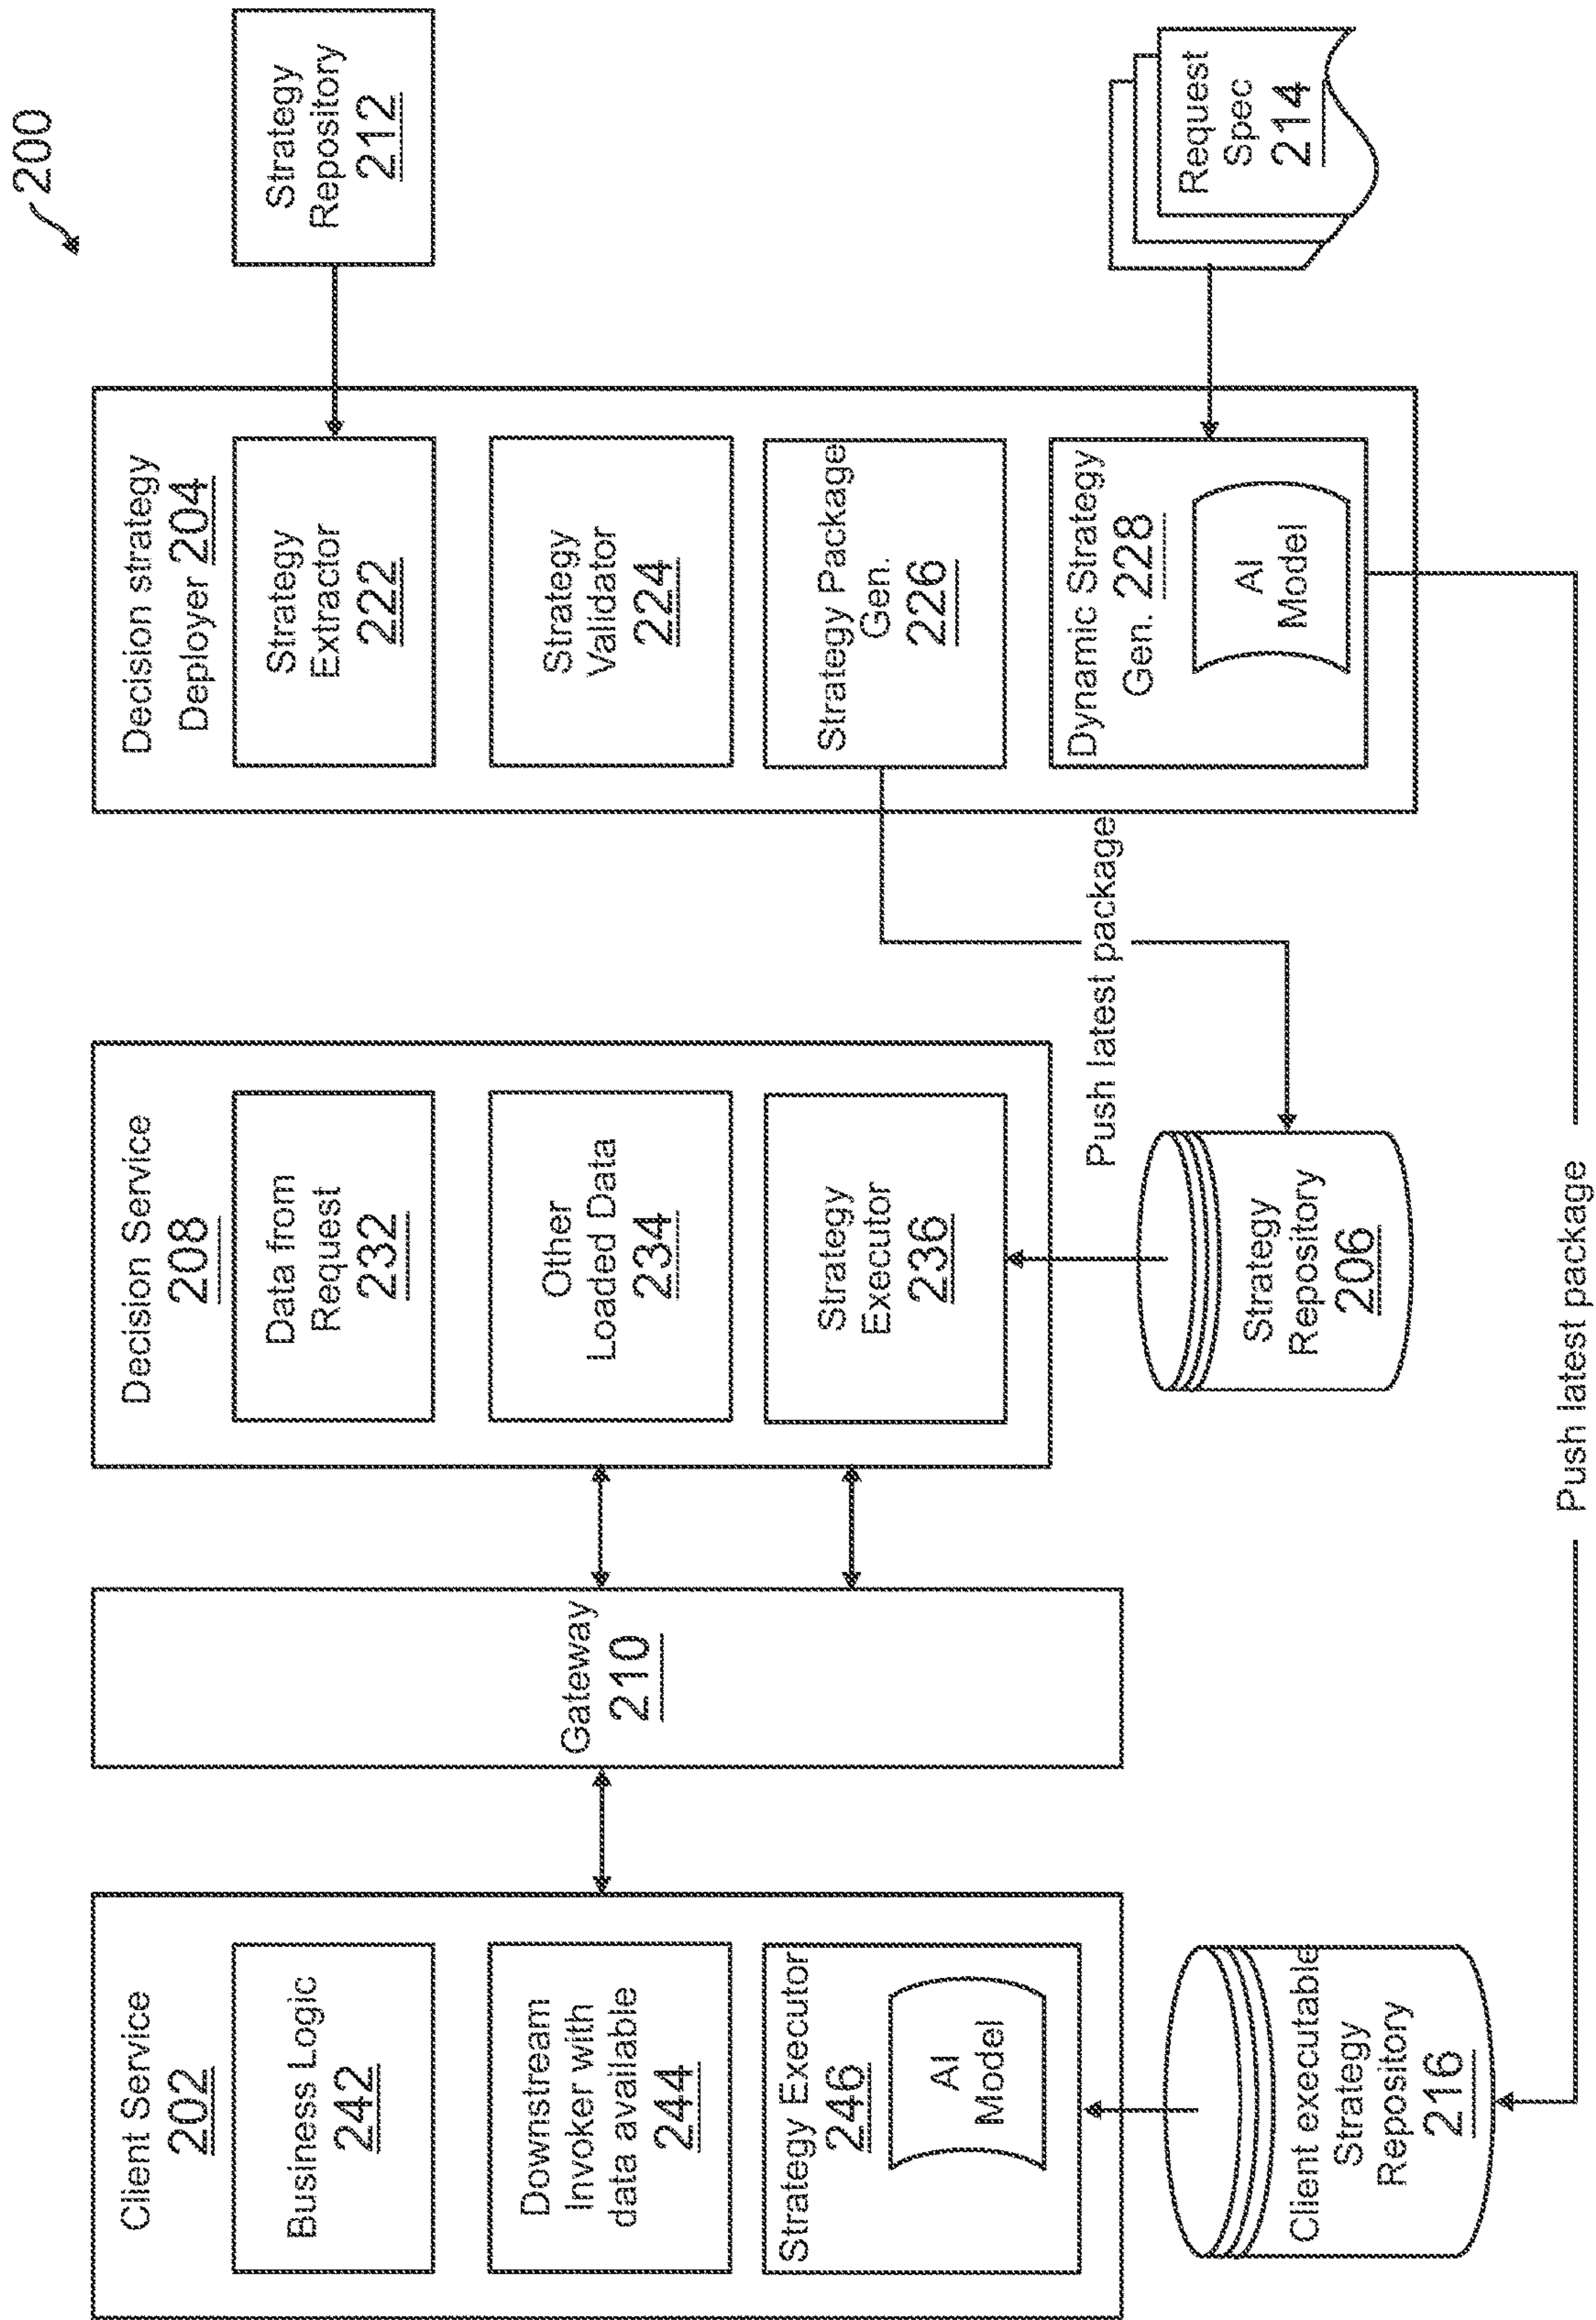 200
Client Service
202
Business Logic
242
Downstream
Invoker with
data available
244
Strategy Executor
246
AI
Model
Client executable
Strategy
Repository
216
Gateway
210
Decision Service
208
Data from
Request
232
Other
Loaded Data
234
Strategy
Executor
236
Strategy
Repository
206
Push latest package
Decision strategy
Deployer 204
Strategy
Extractor
222
Strategy
Validator
224
Strategy Package
Gen.
226
Dynamic Strategy
Gen. 228
AI
Model
Strategy
Repository
212
Request
Spec
214
Push latest package